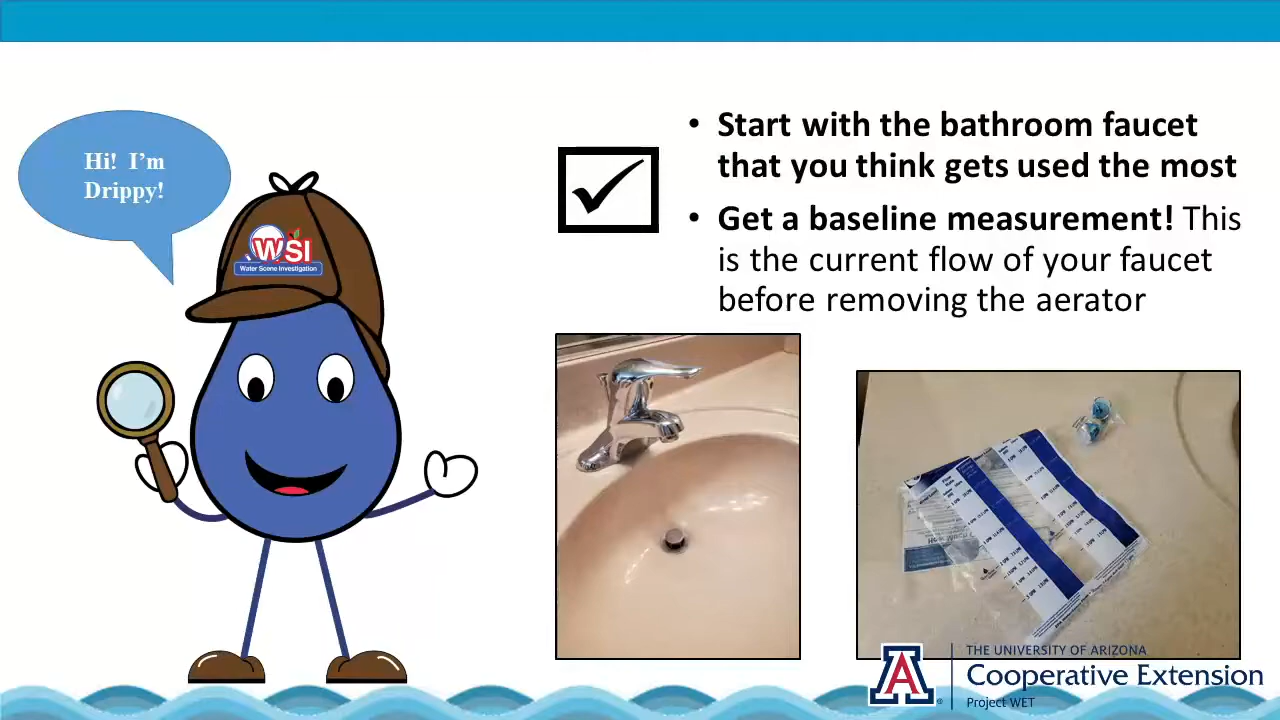 Hi! I'm
Drippy!
WSI
Water Scene Investigation
• Start with the bathroom faucet
that you think gets used the most
• Get a baseline measurement! This
is the current flow of your faucet
before removing the aerator
A
THE UNIVERSITY OF ARIZONA
Cooperative Extension
Project WET